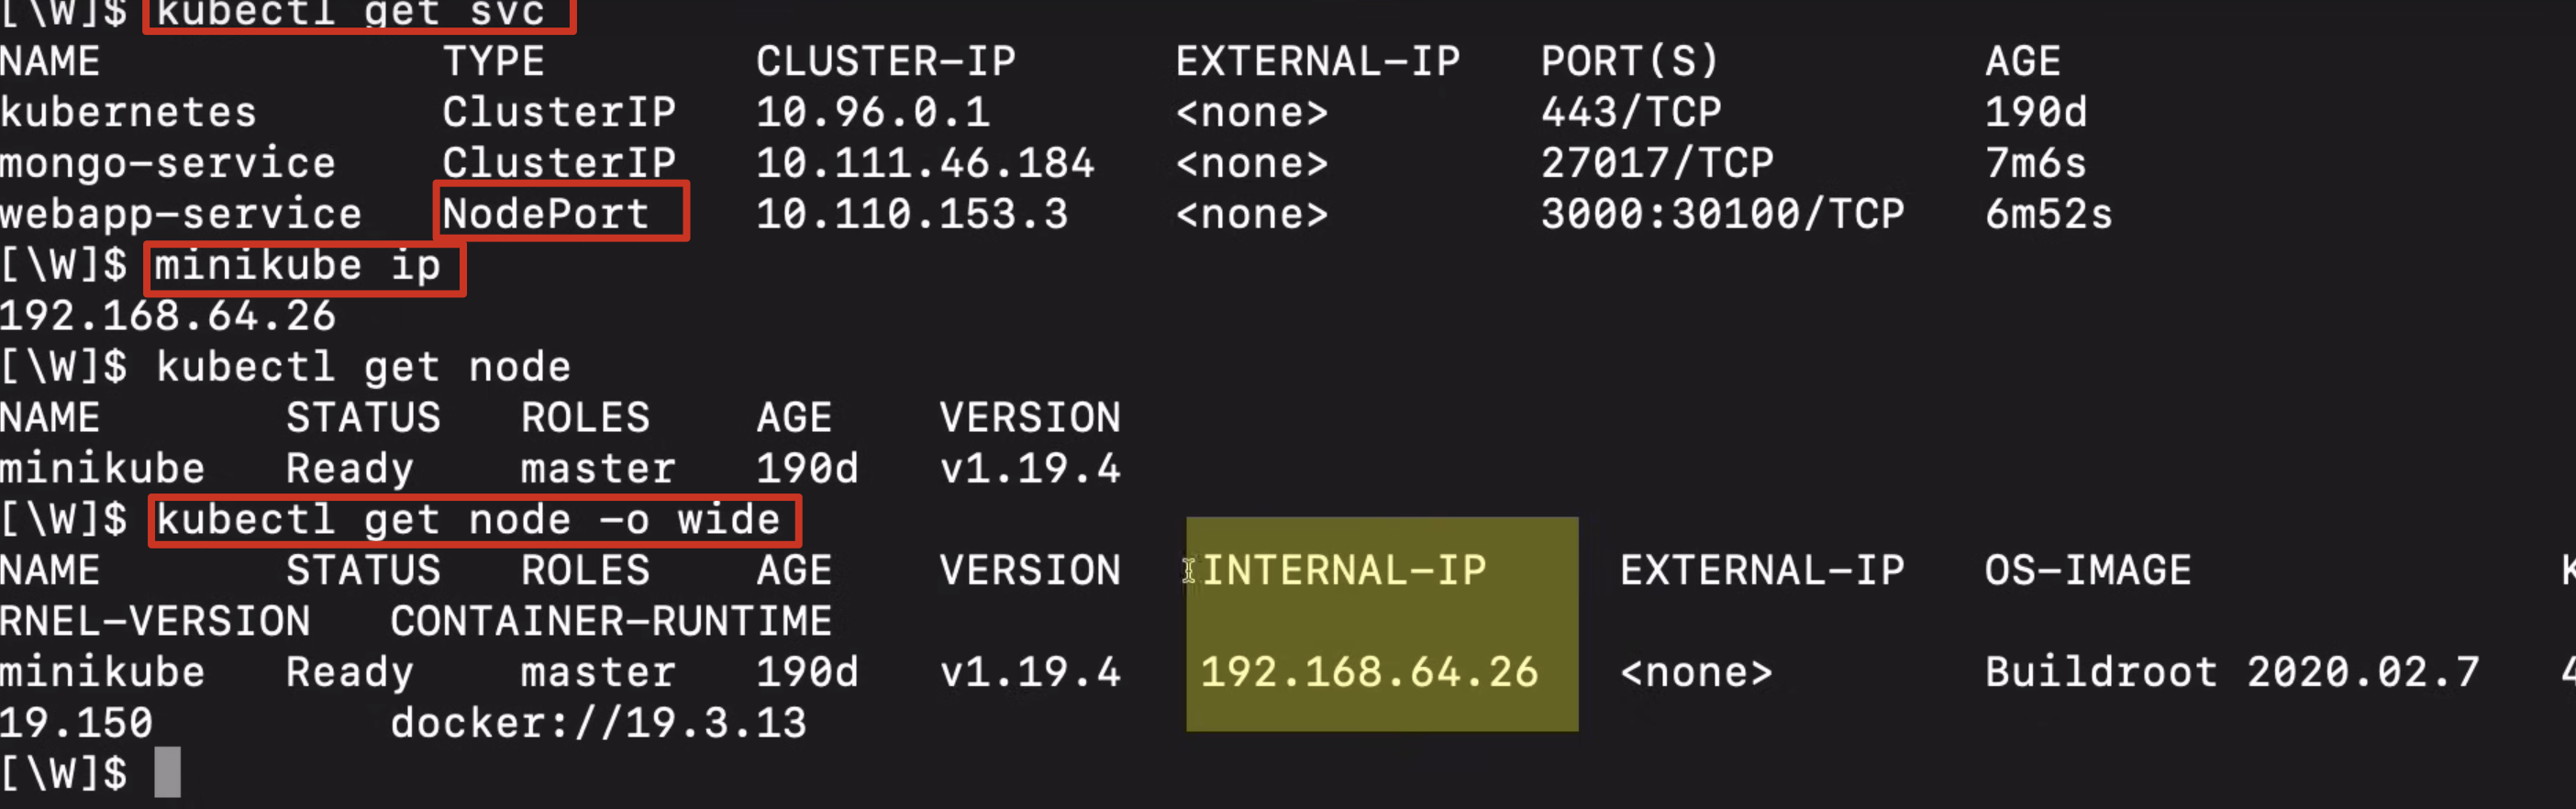 [\W]$ kubectl get svc
NAME TYPE CLUSTER-IP EXTERNAL-IP PORT(S) AGE
kubernetes ClusterIP 10.96.0.1 <none> 443/TCP 190d
mongo-service ClusterIP 10.111.46.184 <none> 27017/TCP 7m6s
webapp-service NodePort 10.110.153.3 <none> 3000:30100/TCP 6m52s
[\W]$ minikube ip
192.168.64.26
[\W]$ kubectl get node
NAME STATUS ROLES AGE VERSION
minikube Ready master 190d v1.19.4
[\W]$ kubectl get node -o wide
NAME STATUS ROLES AGE VERSION INTERNAL-IP EXTERNAL-IP OS-IMAGE K
RNEL-VERSION CONTAINER-RUNTIME
minikube Ready master 190d v1.19.4 192.168.64.26 <none> Buildroot 2020.02.7 4
19.150 docker://19.3.13
[\W]$